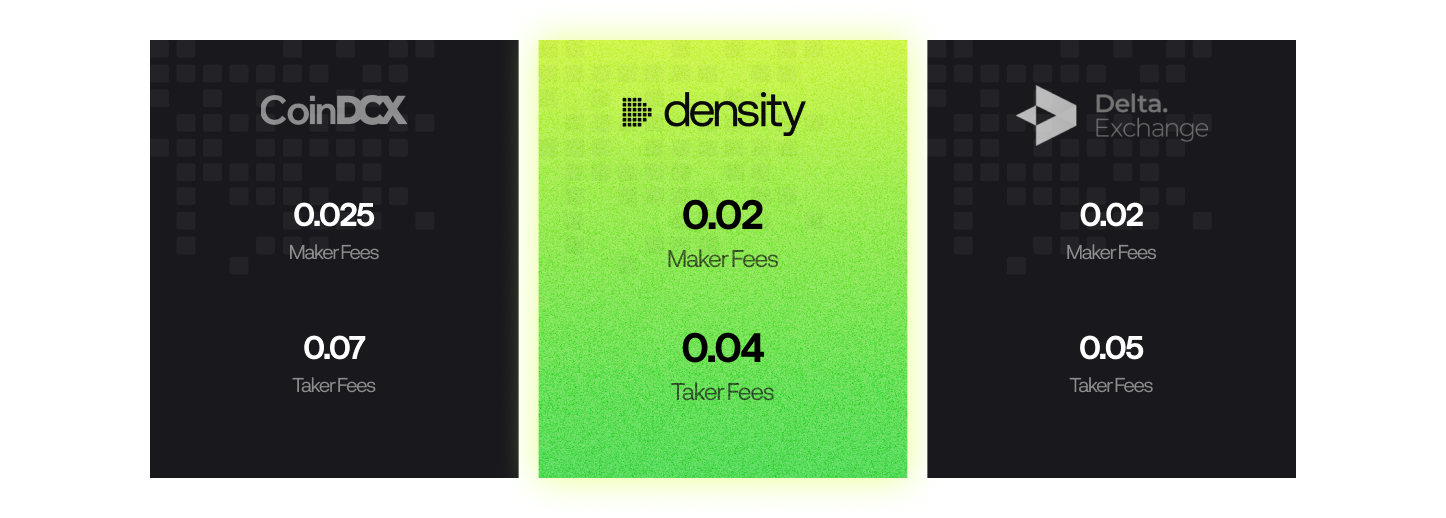 CoinDCX
0.025
Maker Fees
0.07
Taker Fees
density
0.02
Maker Fees
0.04
Taker Fees
Delta.
Exchange
0.02
Maker Fees
0.05
Taker Fees